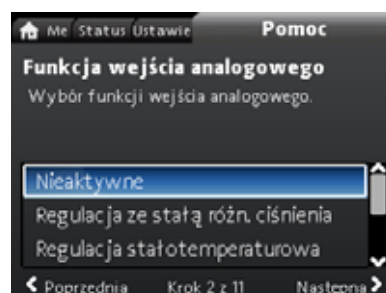 Me Status Ustawie Pomoc
Funkcja wejścia analogowego
Wybór funkcji wejścia analogowego.
Nieaktywne
Regulacja ze stałą różn. ciśnienia
Regulacja stałotemperaturowa
Poprzednia Krok 2 z 11 Następna